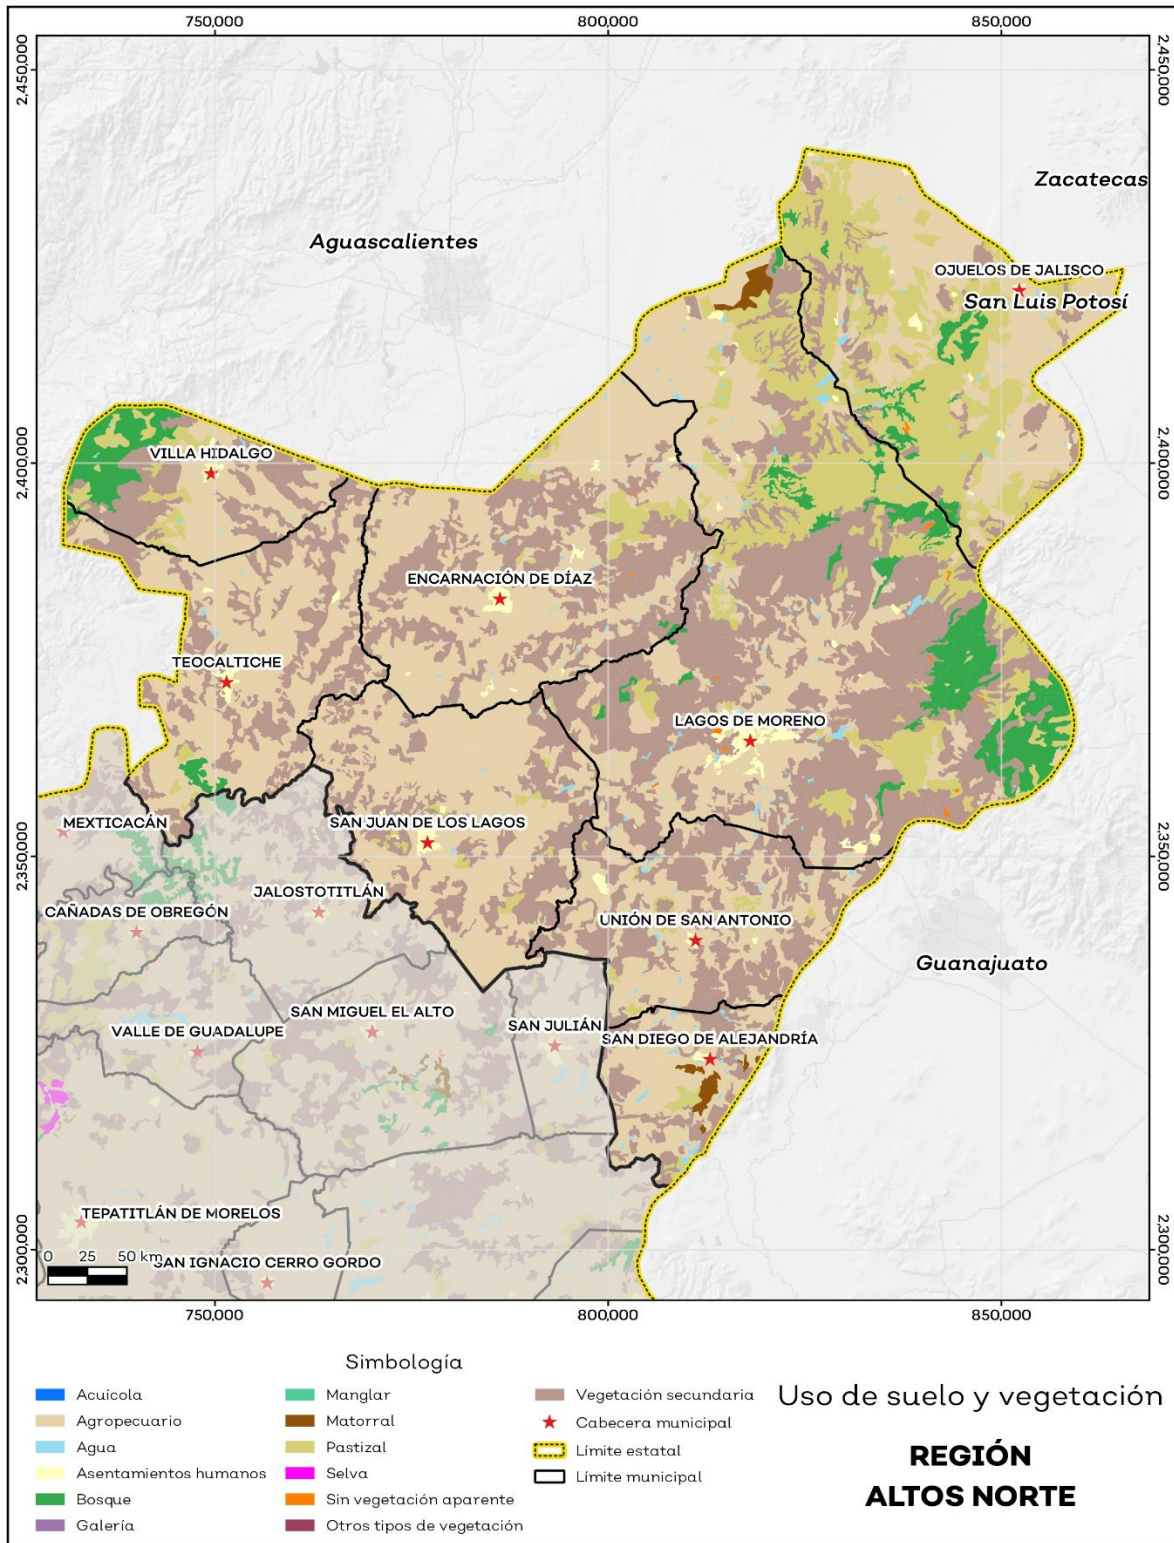 750,000
800,000
850,000
2,450,000
2,450,000
Zacatecas
Aguascalientes
OJUELOS DE JALISCO
San Luis Potosí
VILLA HIDALGO
2,400,000
2,400,000
ENCARNACIÓN DE DÍAZ
TEOCALTICHE
LAGOS DE MORENO
MEXTICACÁN
SAN JUAN DE LOS LAGOS
2,350,000
2,350,000
JALOSTOTITLÁN
CAÑADAS DE OBREGÓN
UNIÓN DE SAN ANTONIO
Guanajuato
SAN MIGUEL EL ALTO
SAN JULIÁN
VALLE DE GUADALUPE
SAN DIEGO DE ALEJANDRÍA
TEPATITLÁN DE MORELOS
2,300,000
2,300,000
0 25 50 km
SAN IGNACIO CERRO GORDO
750,000
800,000
850,000
Simbología
Acuícola
Agropecuario
Agua
Asentamientos humanos
Bosque
Galería
Manglar
Matorral
Pastizal
Selva
Sin vegetación aparente
Otros tipos de vegetación
Vegetación secundaria
Cabecera municipal
Límite estatal
Límite municipal
Uso de suelo y vegetación
REGIÓN
ALTOS NORTE